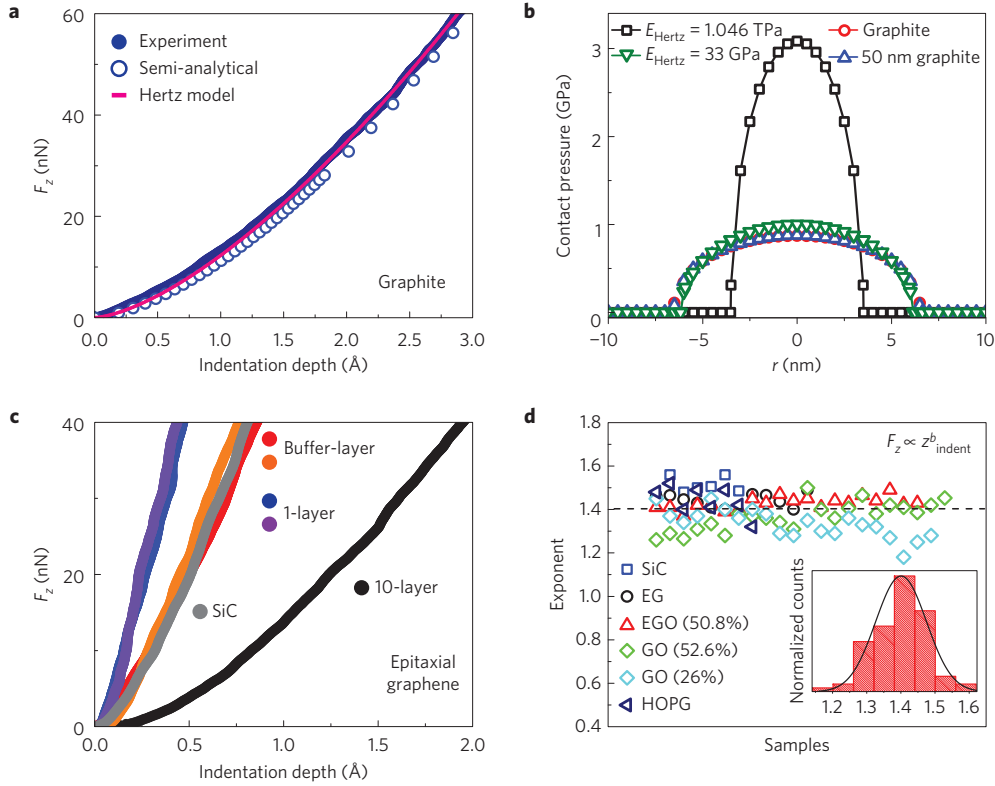 a
60
40
20
0
F_z (nN)
Experiment
Semi-analytical
Hertz model
Graphite
0.0 0.5 1.0 1.5 2.0 2.5 3.0
Indentation depth (Å)
b
3
2
1
0
Contact pressure (GPa)
E_Hertz = 1.046 TPa
E_Hertz = 33 GPa
Graphite
50 nm graphite
−10 −5 0 5 10
r (nm)
c
40
20
0
F_z (nN)
Buffer-layer
1-layer
10-layer
SiC
Epitaxial
graphene
0.0 0.5 1.0 1.5 2.0
Indentation depth (Å)
d
1.8
1.6
1.4
1.2
1.0
0.8
0.6
0.4
Exponent
F_z ∝ z^b_indent
SiC
EG
EGO (50.8%)
GO (52.6%)
GO (26%)
HOPG
Normalized counts
1.2 1.3 1.4 1.5 1.6
Samples